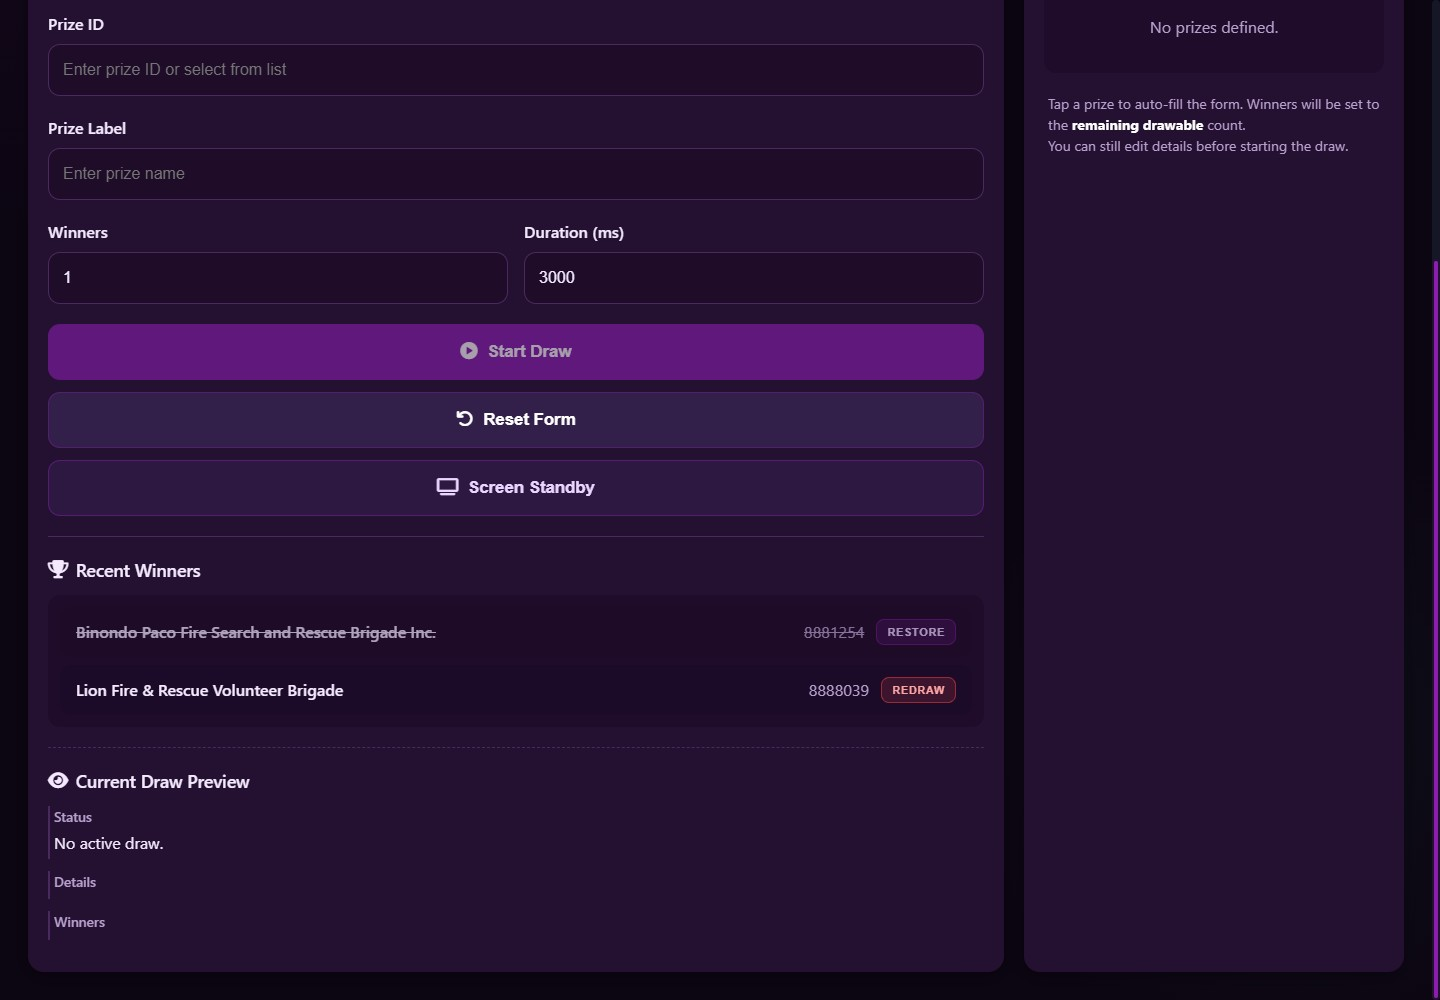 Prize ID
Enter prize ID or select from list
Prize Label
Enter prize name
Winners
Duration (ms)
1
3000
Start Draw
Reset Form
Screen Standby
Recent Winners
Binondo Paco Fire Search and Rescue Brigade Inc.
8881254
RESTORE
Lion Fire & Rescue Volunteer Brigade
8888039
REDRAW
Current Draw Preview
Status
No active draw.
Details
Winners
No prizes defined.
Tap a prize to auto-fill the form. Winners will be set to
the remaining drawable count.
You can still edit details before starting the draw.